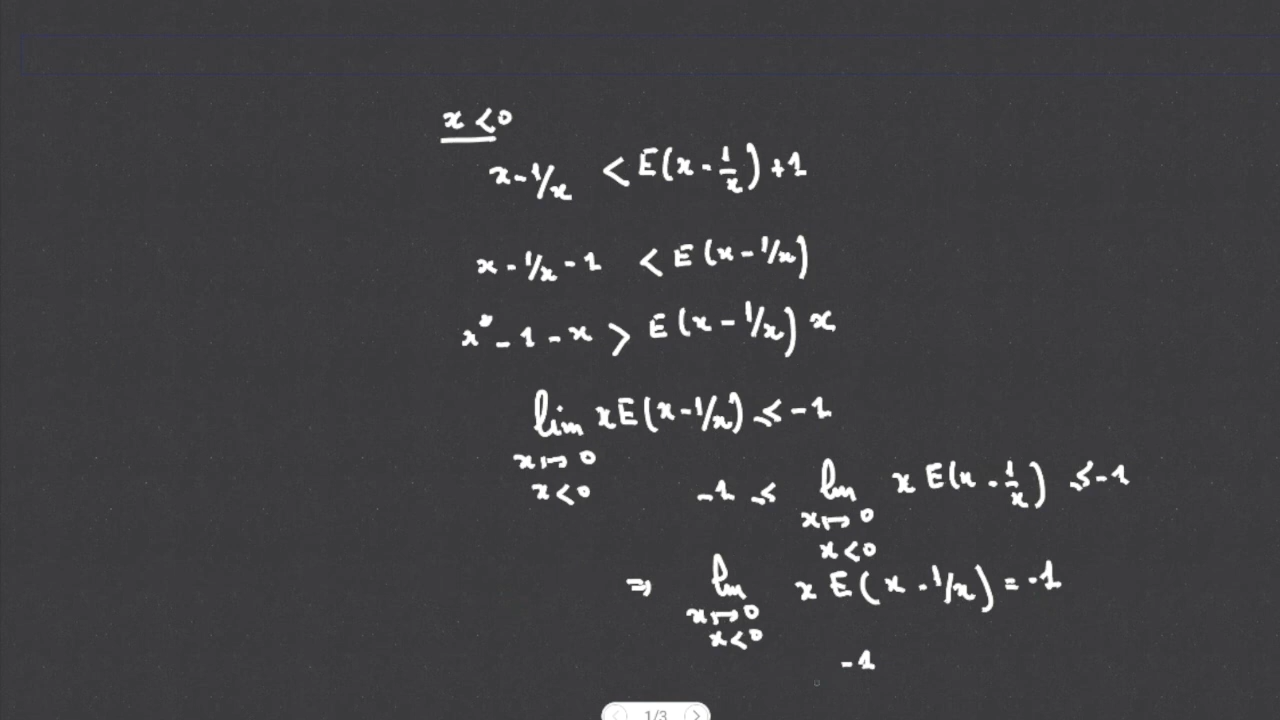 x < 0
x - 1/x < E(x - 1/x) + 1
x - 1/x - 1 < E(x - 1/x)
x² - 1 - x > E(x - 1/x) x
lim xE(x - 1/x) ≤ -1
x ↦ 0
x < 0
-1 ≤ lim x E(x - 1/x) ≤ -1
x ↦ 0
x < 0
⇒ lim x E(x - 1/x) = -1
x ↦ 0
x < 0
-1
1/3